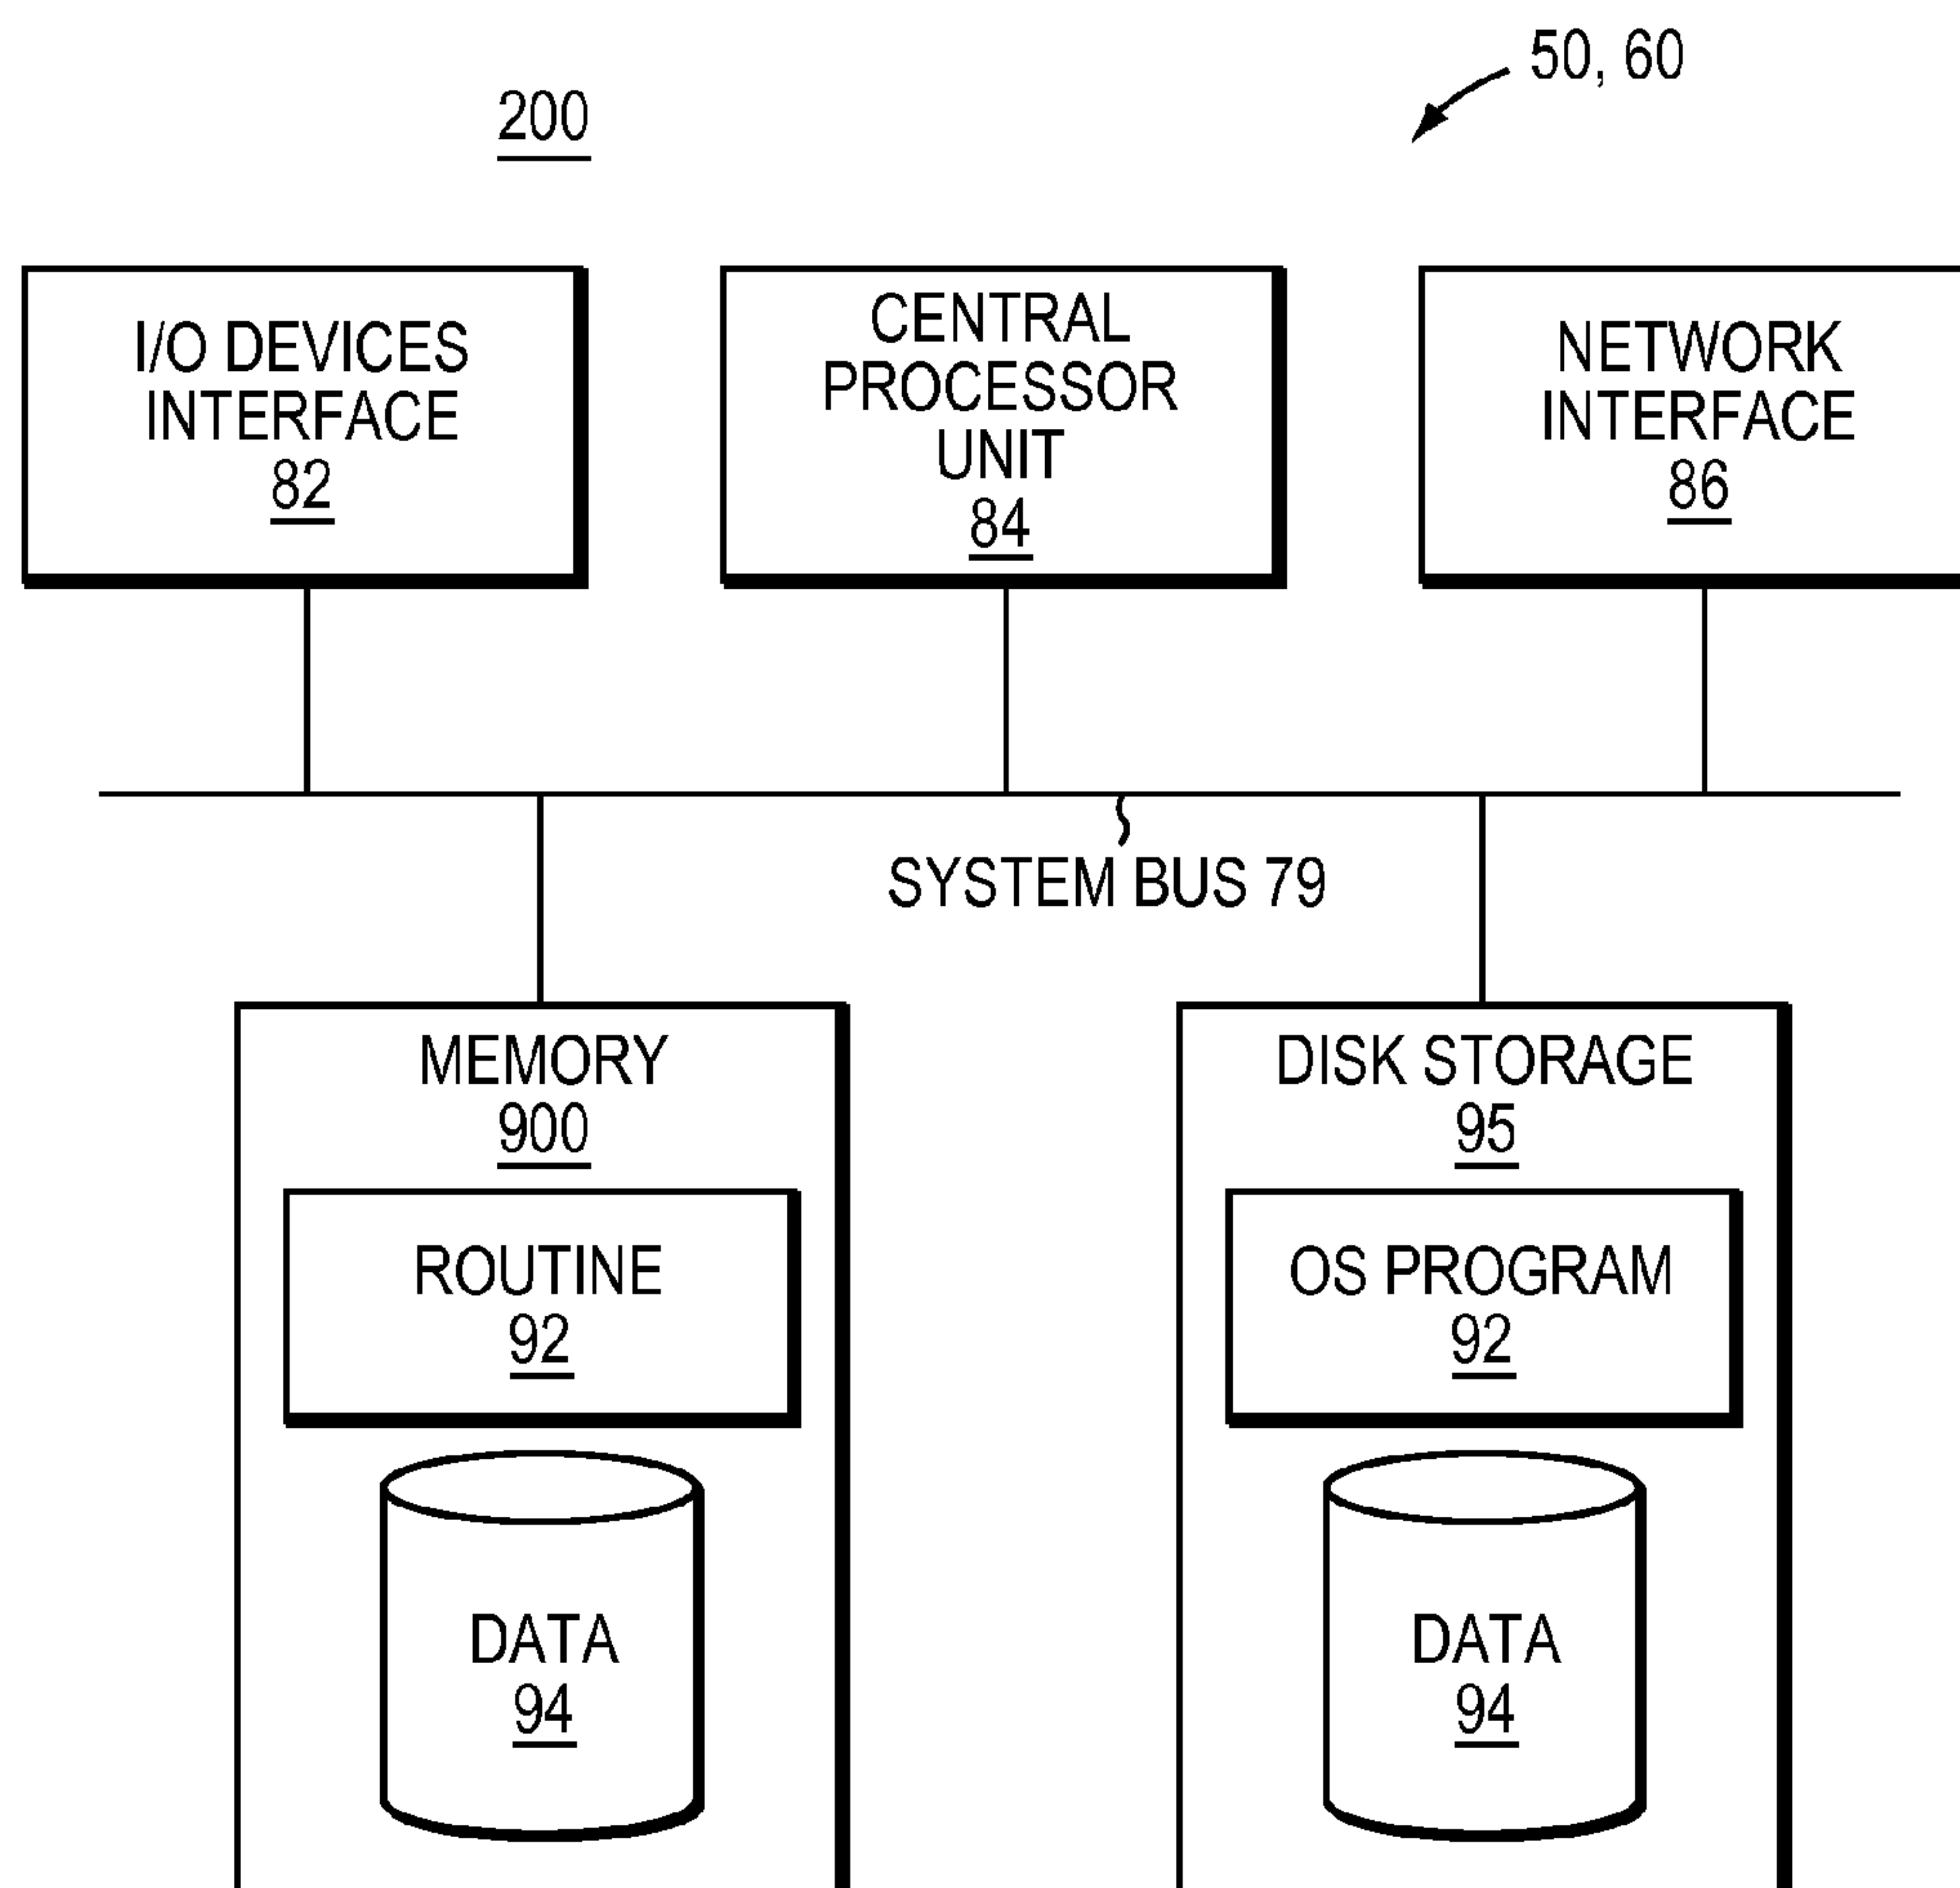 50, 60
200
I/O DEVICES
INTERFACE
82
CENTRAL
PROCESSOR
UNIT
84
NETWORK
INTERFACE
86
SYSTEM BUS 79
MEMORY
900
ROUTINE
92
DATA
94
DISK STORAGE
95
OS PROGRAM
92
DATA
94